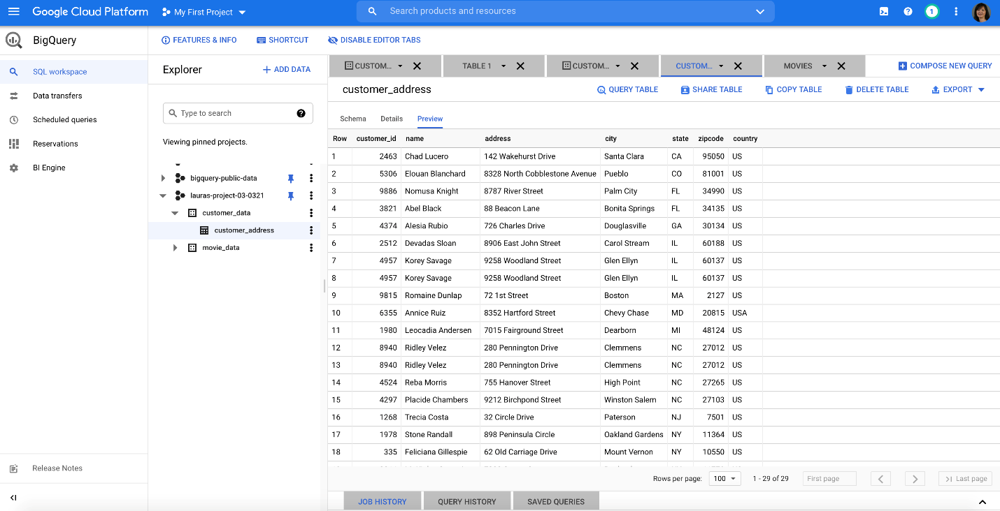 Google Cloud Platform My First Project Search products and resources 1
BigQuery FEATURES & INFO SHORTCUT DISABLE EDITOR TABS
SQL workspace
Data transfers
Scheduled queries
Reservations
BI Engine
Release Notes
Explorer ADD DATA
Type to search
Viewing pinned projects.
bigquery-public-data
lauras-project-03-0321
customer_data
customer_address
movie_data
CUSTOM... TABLE 1 CUSTOM... CUSTOM... MOVIES COMPOSE NEW QUERY
customer_address QUERY TABLE SHARE TABLE COPY TABLE DELETE TABLE EXPORT
Schema Details Preview
Row customer_id name address city state zipcode country
1 2463 Chad Lucero 142 Wakehurst Drive Santa Clara CA 95050 US
2 5306 Elouan Blanchard 8328 North Cobblestone Avenue Pueblo CO 81001 US
3 9886 Nomusa Knight 8787 River Street Palm City FL 34990 US
4 3821 Abel Black 88 Beacon Lane Bonita Springs FL 34135 US
5 4374 Alesia Rubio 726 Charles Drive Douglasville GA 30134 US
6 2512 Devadas Sloan 8906 East John Street Carol Stream IL 60188 US
7 4957 Korey Savage 9258 Woodland Street Glen Ellyn IL 60137 US
8 4957 Korey Savage 9258 Woodland Street Glen Ellyn IL 60137 US
9 9815 Romaine Dunlap 72 1st Street Boston MA 2127 US
10 6355 Annice Ruiz 8352 Hartford Street Chevy Chase MD 20815 USA
11 1980 Leocadia Andersen 7015 Fairground Street Dearborn MI 48124 US
12 8940 Ridley Velez 280 Pennington Drive Clemmens NC 27012 US
13 8940 Ridley Velez 280 Pennington Drive Clemmens NC 27012 US
14 4524 Reba Morris 755 Hanover Street High Point NC 27265 US
15 4297 Placide Chambers 9212 Birchpond Street Winston Salem NC 27103 US
16 1268 Trecia Costa 32 Circle Drive Paterson NJ 7501 US
17 1978 Stone Randall 898 Peninsula Circle Oakland Gardens NY 11364 US
18 335 Feliciana Gillespie 62 Old Carriage Drive Mount Vernon NY 10550 US
Rows per page: 100 1 - 29 of 29 First page Last page
JOB HISTORY QUERY HISTORY SAVED QUERIES